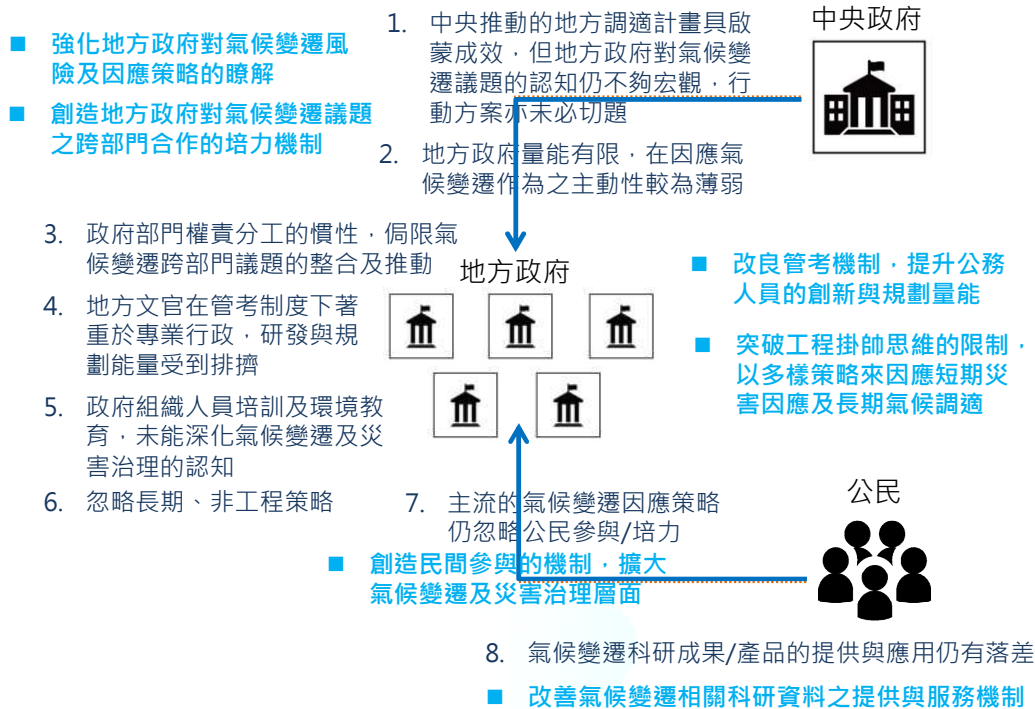 中央政府
1. 中央推動的地方調適計畫具啟
蒙成效，但地方政府對氣候變
遷議題的認知仍不夠宏觀，行
動方案亦未必切題
■ 強化地方政府對氣候變遷風
險及因應策略的瞭解
■ 創造地方政府對氣候變遷議題
之跨部門合作的培力機制
2. 地方政府量能有限，在因應氣
候變遷作為之主動性較為薄弱
3. 政府部門權責分工的慣性，侷限氣
候變遷跨部門議題的整合及推動
地方政府
4. 地方文官在管考制度下著
重於專業行政，研發與規
劃能量受到排擠
5. 政府組織人員培訓及環境教
育，未能深化氣候變遷及災
害治理的認知
6. 忽略長期、非工程策略
■ 改良管考機制，提升公務
人員的創新與規劃量能
■ 突破工程掛帥思維的限制，
以多樣策略來因應短期災
害因應及長期氣候調適
公民
7. 主流的氣候變遷因應策略
仍忽略公民參與/培力
■ 創造民間參與的機制，擴大
氣候變遷及災害治理層面
8. 氣候變遷科研成果/產品的提供與應用仍有落差
■ 改善氣候變遷相關科研資料之提供與服務機制